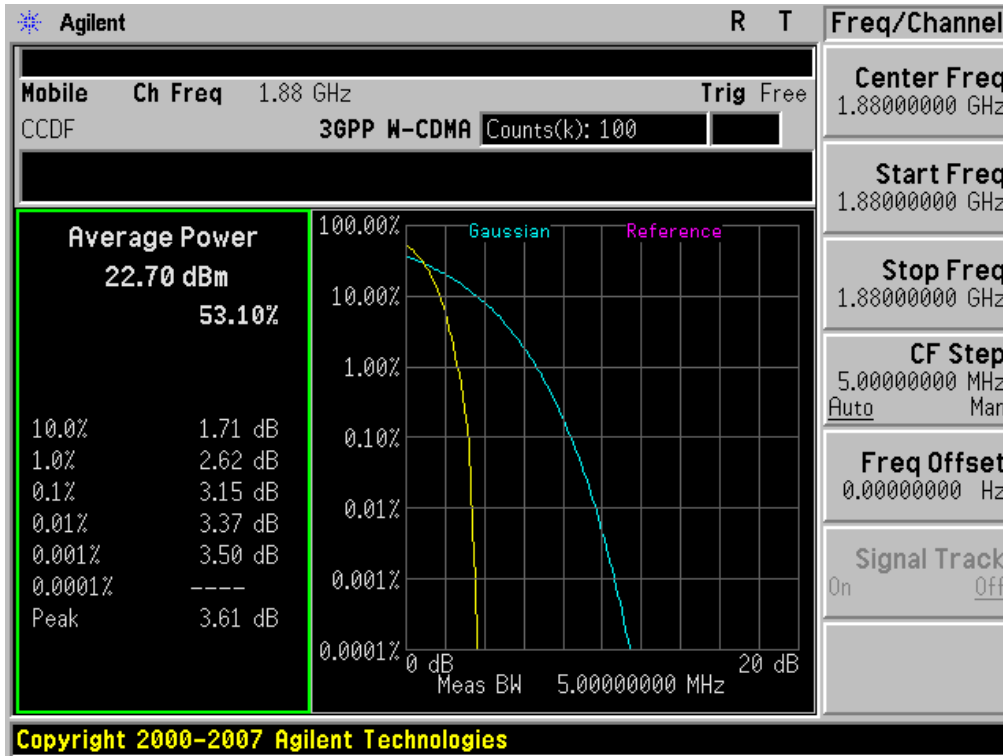 Agilent R T
Mobile Ch Freq 1.88 GHz Trig Free
CCDF 3GPP W-CDMA Counts(k): 100
Average Power
22.70 dBm
53.10%
10.0% 1.71 dB
1.0% 2.62 dB
0.1% 3.15 dB
0.01% 3.37 dB
0.001% 3.50 dB
0.0001% ----
Peak 3.61 dB
Gaussian Reference
100.00%
10.00%
1.00%
0.10%
0.01%
0.001%
0.0001%
0 dB 20 dB
Meas BW 5.00000000 MHz
Freq/Channel
Center Freq
1.88000000 GHz
Start Freq
1.88000000 GHz
Stop Freq
1.88000000 GHz
CF Step
5.00000000 MHz
Auto Man
Freq Offset
0.00000000 Hz
Signal Track
On Off
Copyright 2000-2007 Agilent Technologies